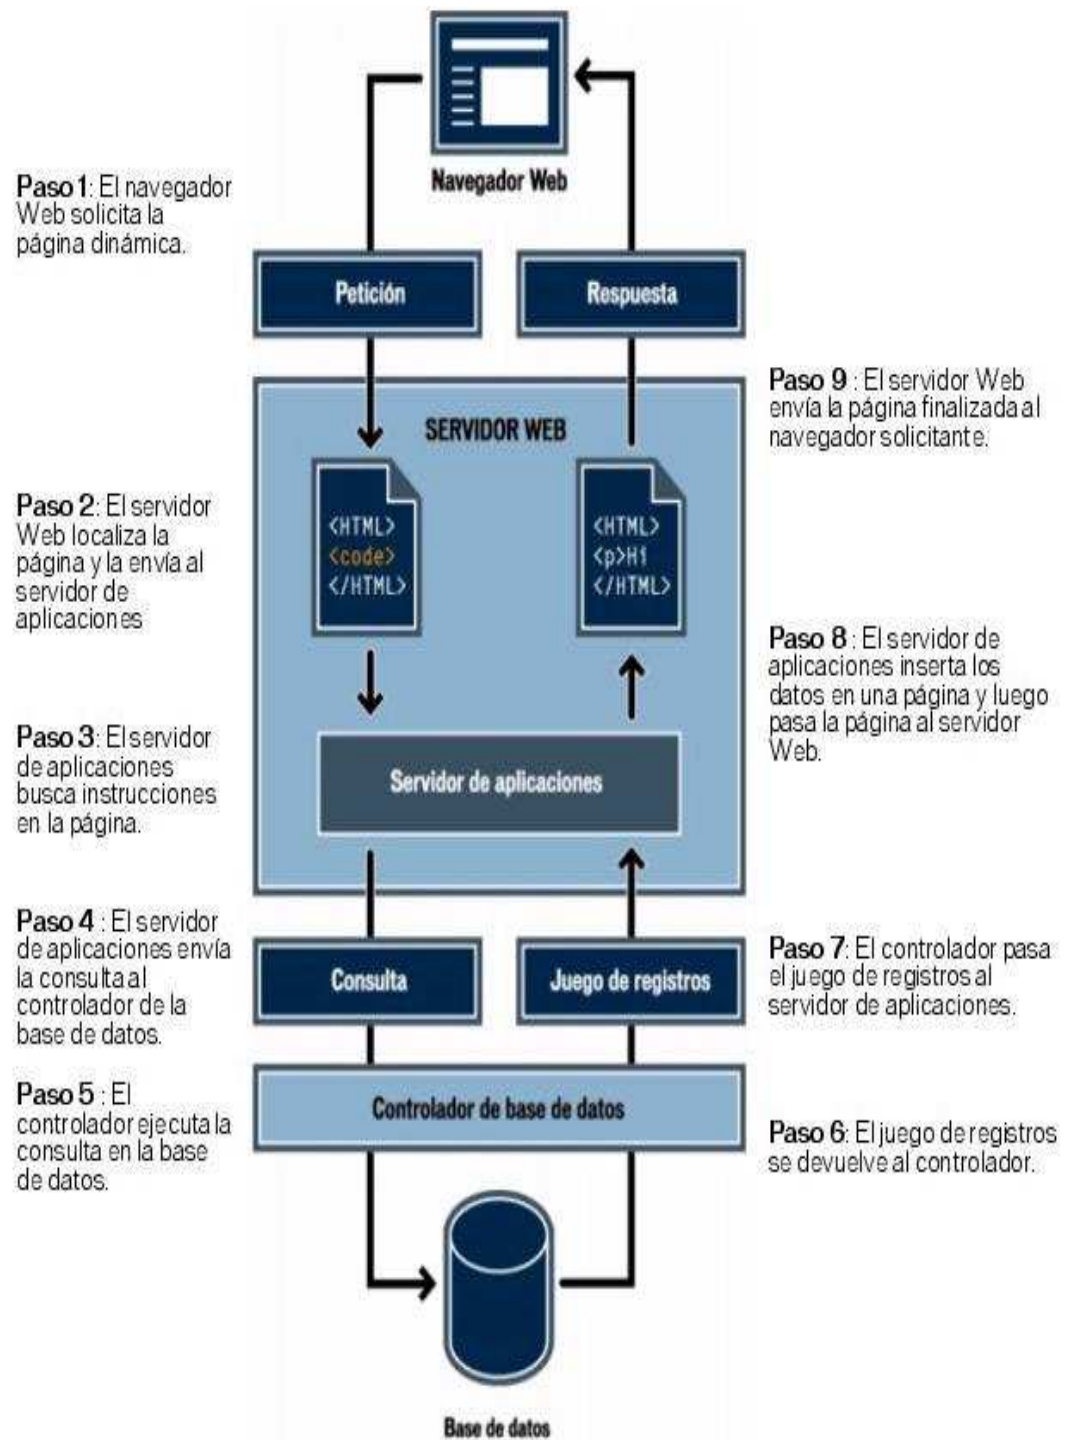 Navegador Web
Paso 1: El navegador
Web solicita la
página dinámica.
Petición
Respuesta
Paso 9 : El servidor Web
envía la página finalizada al
navegador solicitante.
SERVIDOR WEB
Paso 2: El servidor
Web localiza la
página y la envía al
servidor de
aplicaciones
<HTML>
<code>
</HTML>
<HTML>
<p>Hi
</HTML>
Paso 8 : El servidor de
aplicaciones inserta los
datos en una página y luego
pasa la página al servidor
Web.
Paso 3: El servidor
de aplicaciones
busca instrucciones
en la página.
Servidor de aplicaciones
Paso 4 : El servidor
de aplicaciones envía
la consulta al
controlador de la
base de datos.
Consulta
Juego de registros
Paso 7: El controlador pasa
el juego de registros al
servidor de aplicaciones.
Paso 5 : El
controlador ejecuta la
consulta en la base
de datos.
Controlador de base de datos
Paso 6: El juego de registros
se devuelve al controlador.
Base de datos